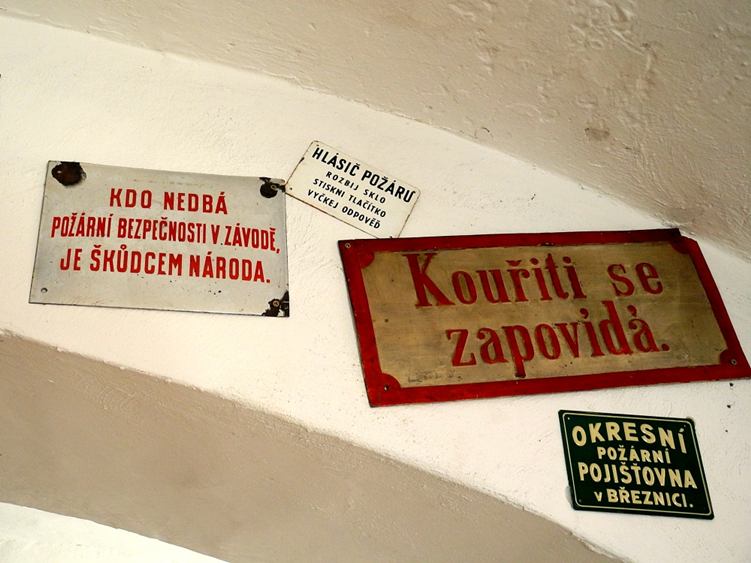 KDO NEDBÁ
POŽÁRNÍ BEZPEČNOSTI V ZÁVODĚ,
JE ŠKŮDCEM NÁRODA.
HLÁSIČ POŽÁRU
ROZBIJ SKLO
STISKNI TLAČÍTKO
VYČKEJ ODPOVĚĎ
Kouřiti se
zapovídá.
OKRESNÍ
POŽÁRNÍ
POJIŠŤOVNA
v BŘEZNICI.